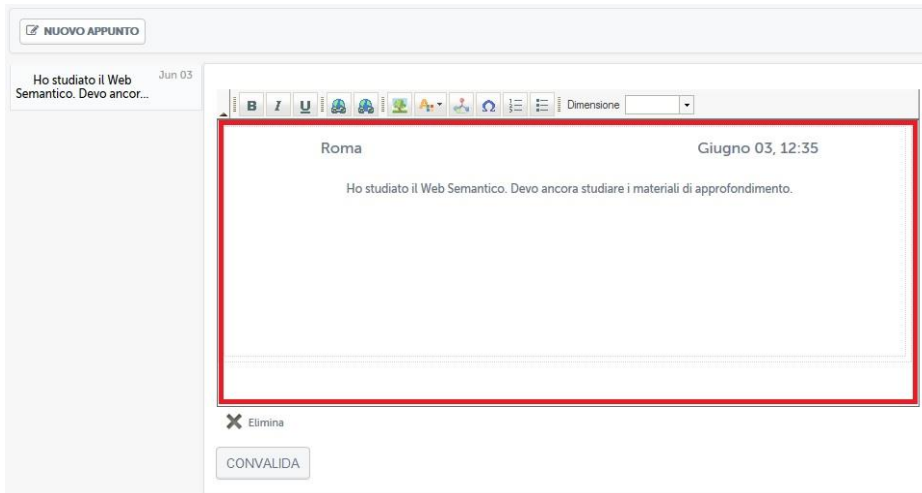 NUOVO APPUNTO
Ho studiato il Web
Semantico. Devo ancor...
Jun 03
B I U Dimensione
Roma
Giugno 03, 12:35
Ho studiato il Web Semantico. Devo ancora studiare i materiali di approfondimento.
Elimina
CONVALIDA